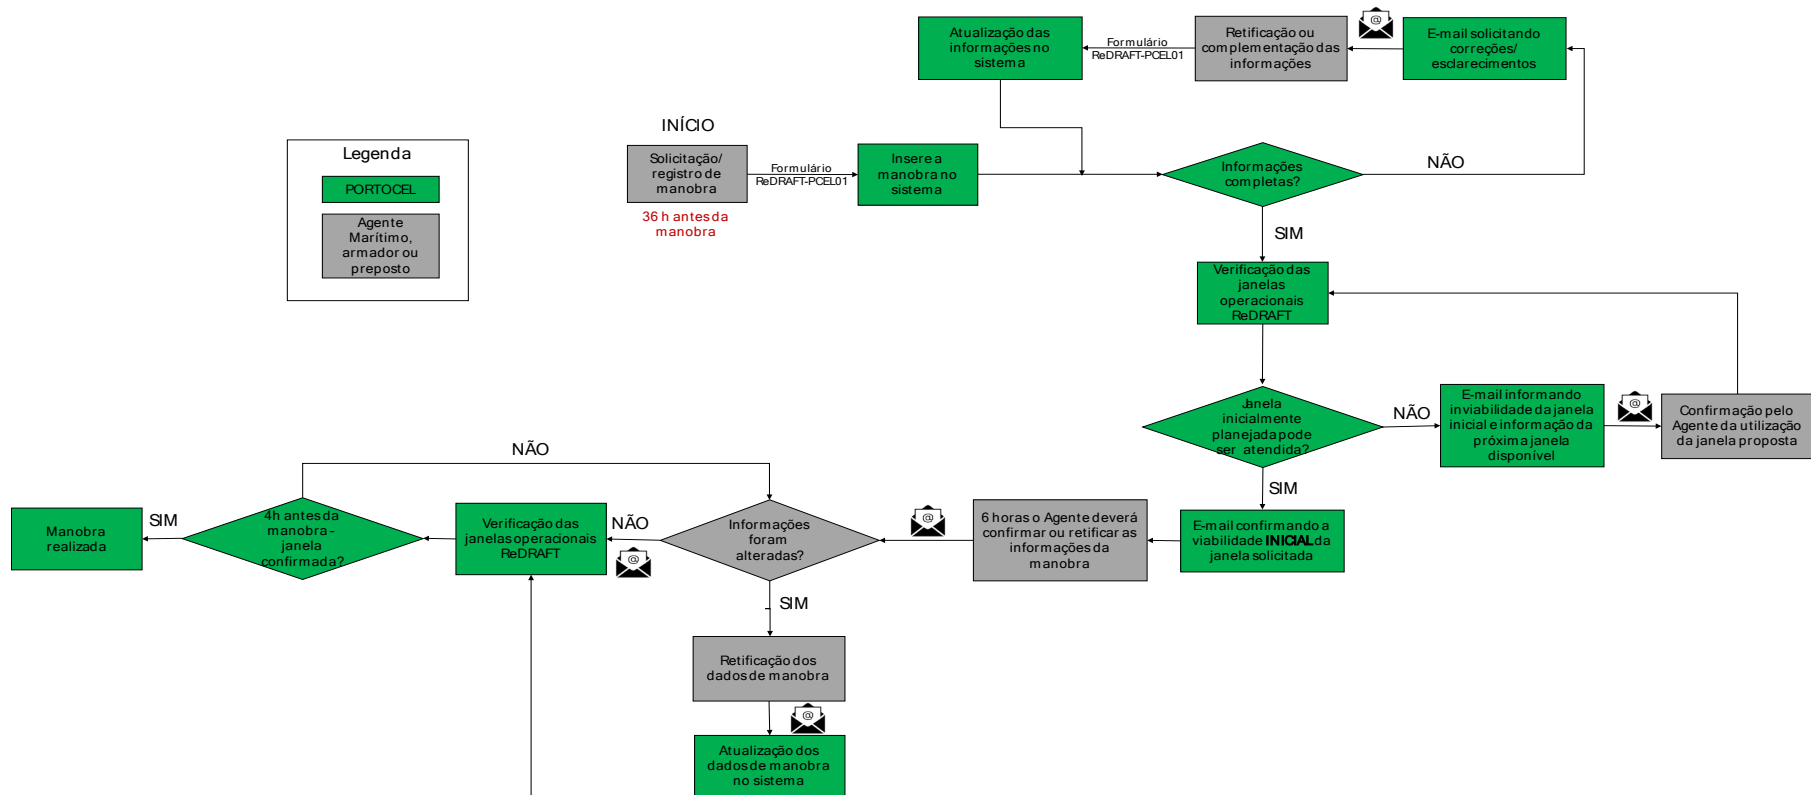 Atualização das
informações no
sistema
Formulário
ReDRAFT-PCEL01
Retificação ou
complementação das
informações
@
E-mail solicitando
correções/
esclarecimentos
INÍCIO
Legenda
PORTOCEL
Agente
Marítimo,
armador ou
preposto
Solicitação/
registro de
manobra
36 h antes da
manobra
Formulário
ReDRAFT-PCEL01
Insere a
manobra no
sistema
Informações
completas?
NÃO
SIM
Verificação das
janelas
operacionais
ReDRAFT
Janela
inicialmente
planejada pode
ser atendida?
NÃO
E-mail informando
inviabilidade da janela
inicial e informação da
próxima janela
disponível
@
Confirmação pelo
Agente da utilização
da janela proposta
SIM
E-mail confirmando a
viabilidade INICIAL da
janela solicitada
6 horas o Agente deverá
confirmar ou retificar as
informações da
manobra
@
Informações
foram
alteradas?
NÃO
@
NÃO
Verificação das
janelas operacionais
ReDRAFT
4h antes da
manobra -
janela
confirmada?
SIM
Manobra
realizada
SIM
Retificação dos
dados de manobra
@
Atualização dos
dados de manobra
no sistema